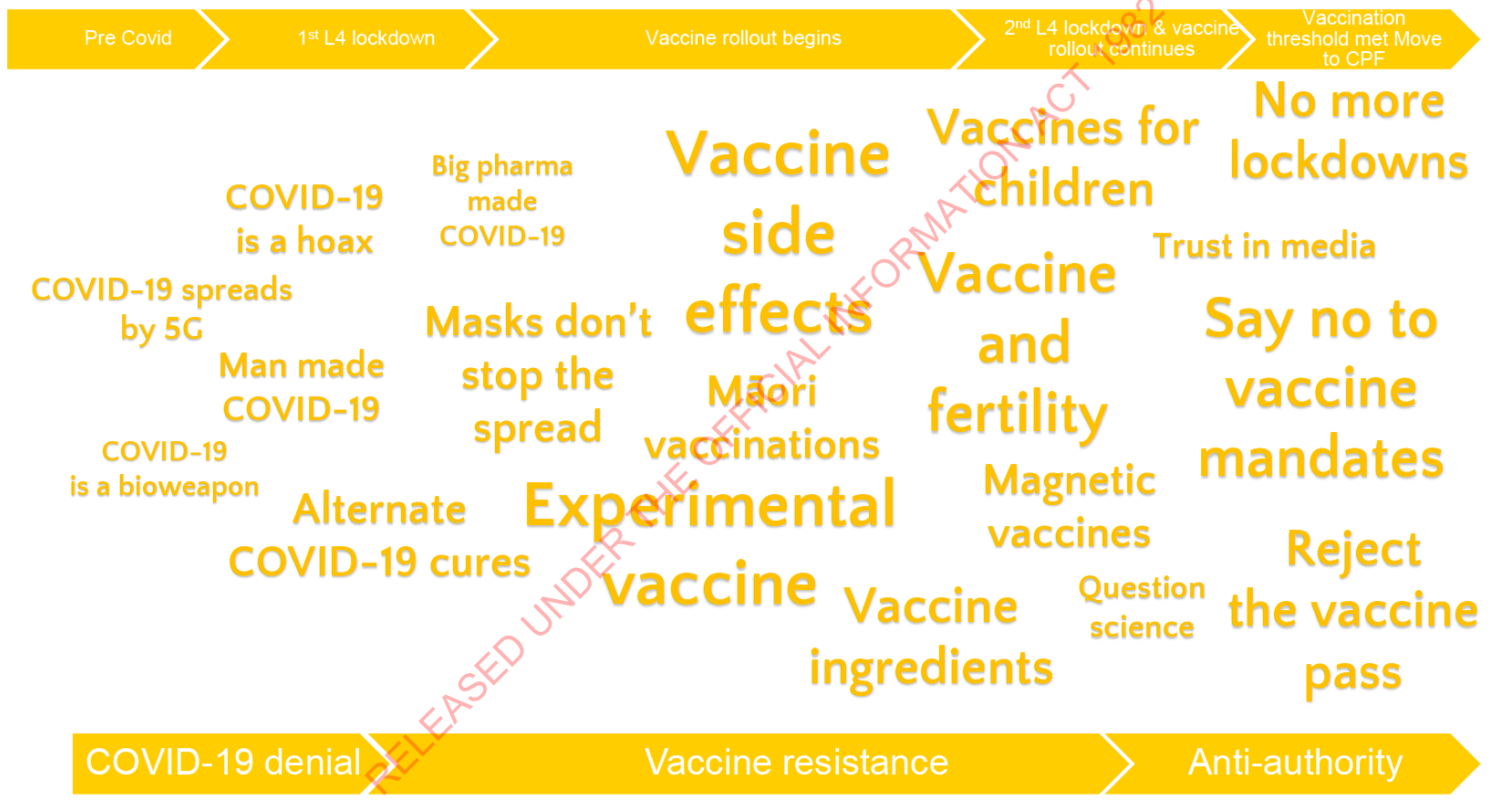 Pre Covid
1st L4 lockdown
Vaccine rollout begins
2nd L4 lockdown & vaccine
rollout continues
Vaccination
threshold met Move
to CPF
COVID-19 spreads
by 5G
COVID-19
is a bioweapon
COVID-19
is a hoax
Man made
COVID-19
Alternate
COVID-19 cures
Big pharma
made
COVID-19
Masks don't
stop the
spread
Vaccine
side
effects
Māori
vaccinations
Experimental
vaccine
Vaccine
ingredients
Vaccines for
children
Vaccine
and
fertility
Magnetic
vaccines
Question
science
No more
lockdowns
Trust in media
Say no to
vaccine
mandates
Reject
the vaccine
pass
COVID-19 denial
Vaccine resistance
Anti-authority
RELEASED UNDER THE OFFICIAL INFORMATION ACT 1982